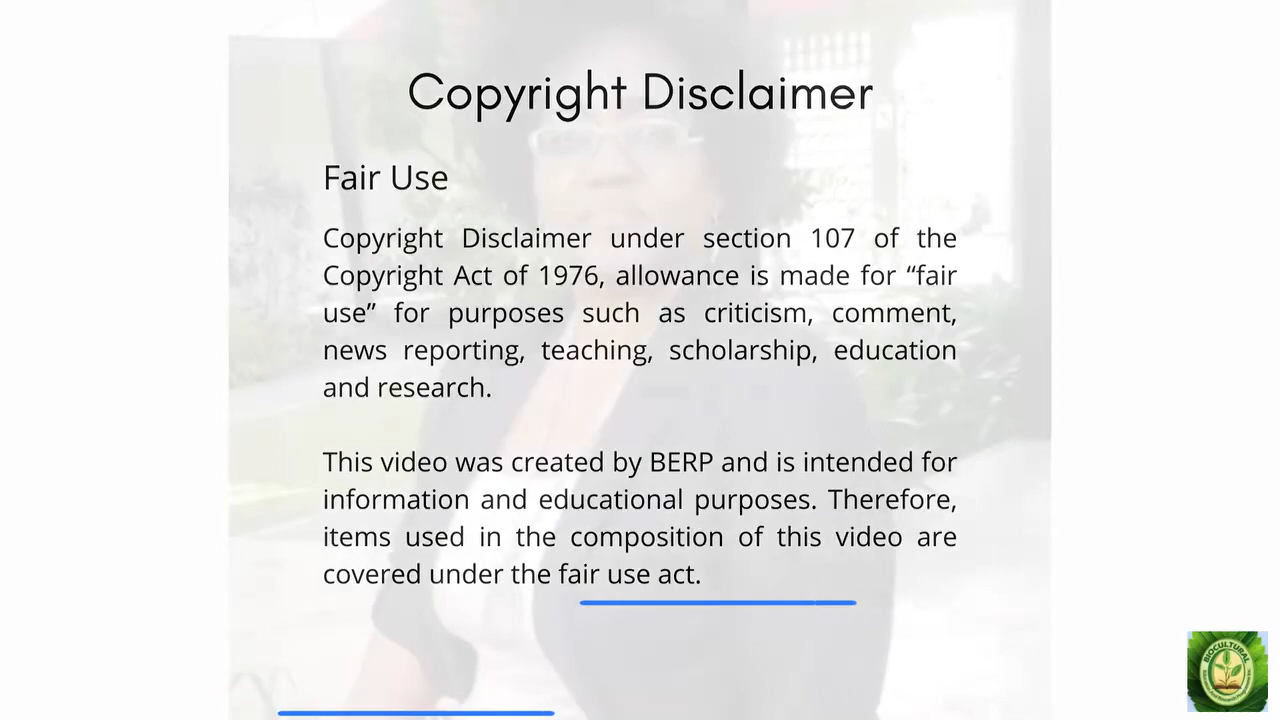 Copyright Disclaimer
Fair Use
Copyright Disclaimer under section 107 of the
Copyright Act of 1976, allowance is made for “fair
use” for purposes such as criticism, comment,
news reporting, teaching, scholarship, education
and research.
This video was created by BERP and is intended for
information and educational purposes. Therefore,
items used in the composition of this video are
covered under the fair use act.
BIOCULTURAL